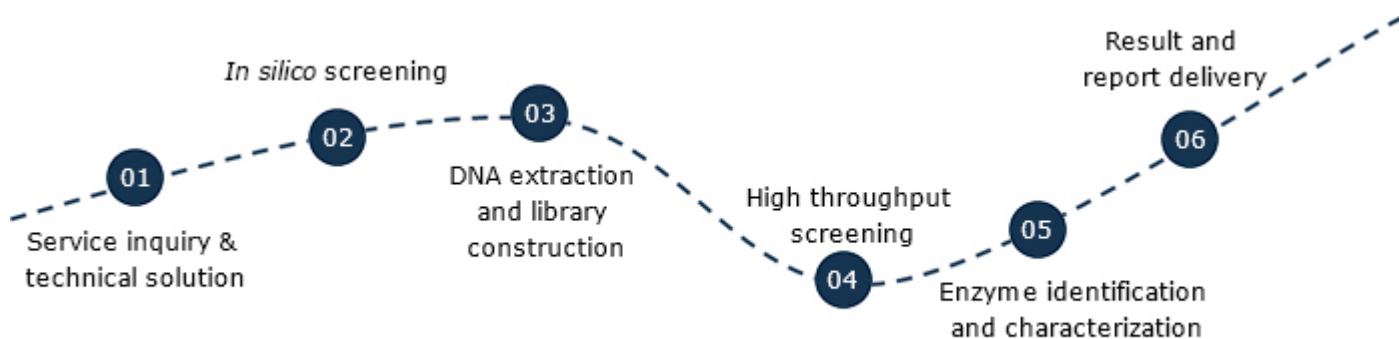 01
Service inquiry &
technical solution
02
In silico screening
03
DNA extraction
and library
construction
04
High throughput
screening
05
Enzyme identification
and characterization
06
Result and
report delivery